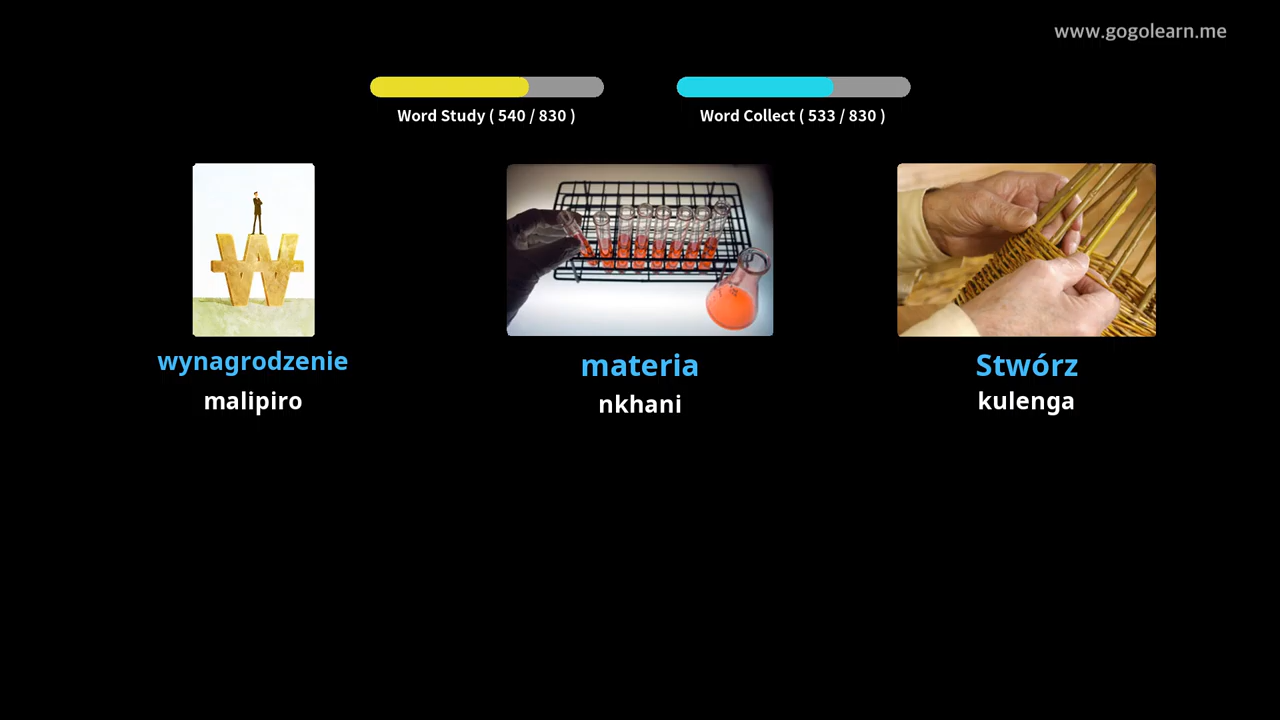 www.gogolearn.me
Word Study ( 540 / 830 )
Word Collect ( 533 / 830 )
wynagrodzenie
malipiro
materia
nkhani
Stwórz
kulenga